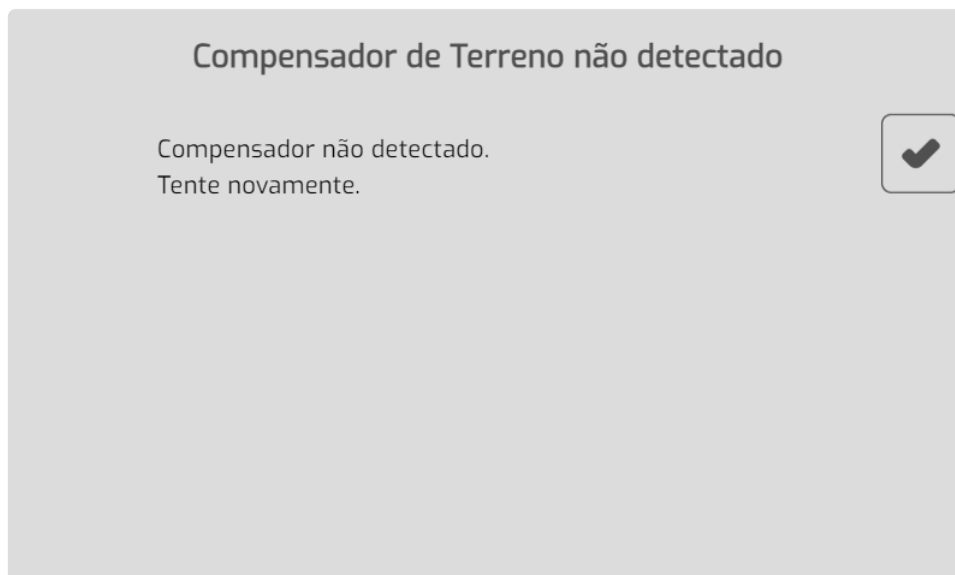 Compensador de Terreno não detectado
Compensador não detectado.
Tente novamente.